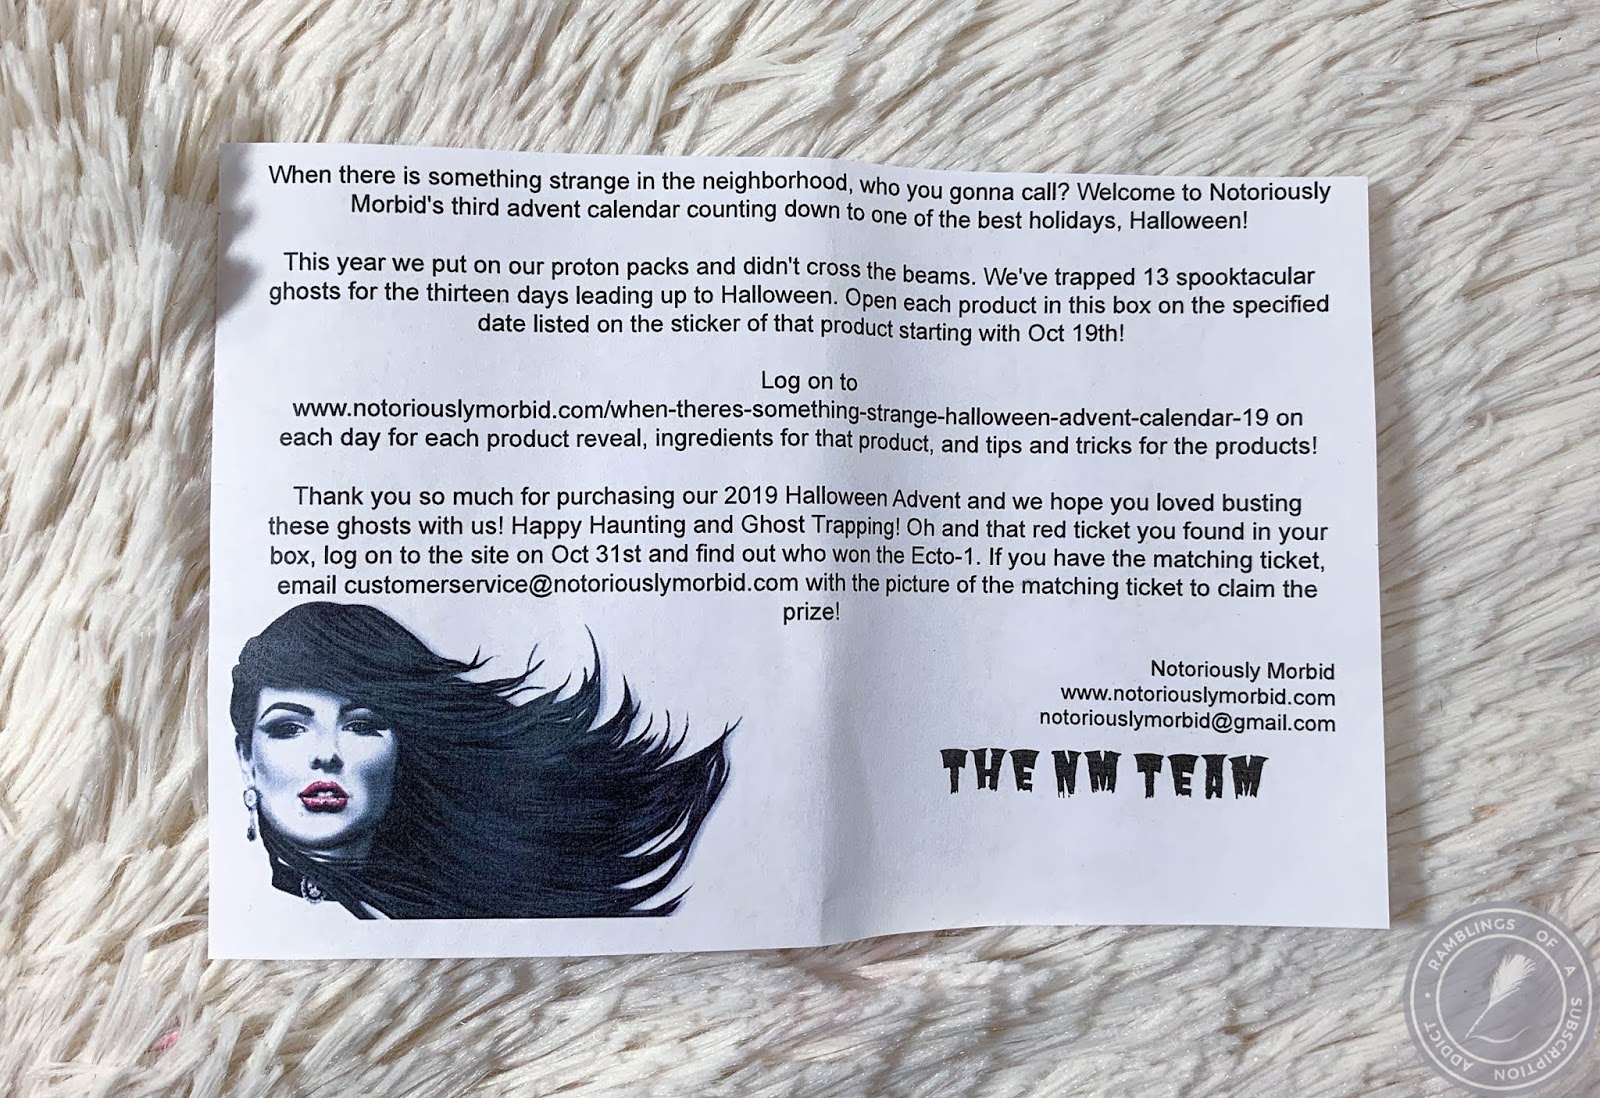 When there is something strange in the neighborhood, who you gonna call? Welcome to Notoriously
Morbid's third advent calendar counting down to one of the best holidays, Halloween!
This year we put on our proton packs and didn't cross the beams. We've trapped 13 spooktacular
ghosts for the thirteen days leading up to Halloween. Open each product in this box on the specified
date listed on the sticker of that product starting with Oct 19th!
Log on to
www.notoriouslymorbid.com/when-theres-something-strange-halloween-advent-calendar-19 on
each day for each product reveal, ingredients for that product, and tips and tricks for the products!
Thank you so much for purchasing our 2019 Halloween Advent and we hope you loved busting
these ghosts with us! Happy Haunting and Ghost Trapping! Oh and that red ticket you found in your
box, log on to the site on Oct 31st and find out who won the Ecto-1. If you have the matching ticket,
email customerservice@notoriouslymorbid.com with the picture of the matching ticket to claim the
prize!
Notoriously Morbid
www.notoriouslymorbid.com
notoriouslymorbid@gmail.com
THE NM TEAM
RAMBLINGS OF A SUBSCRIPTION ADDICT